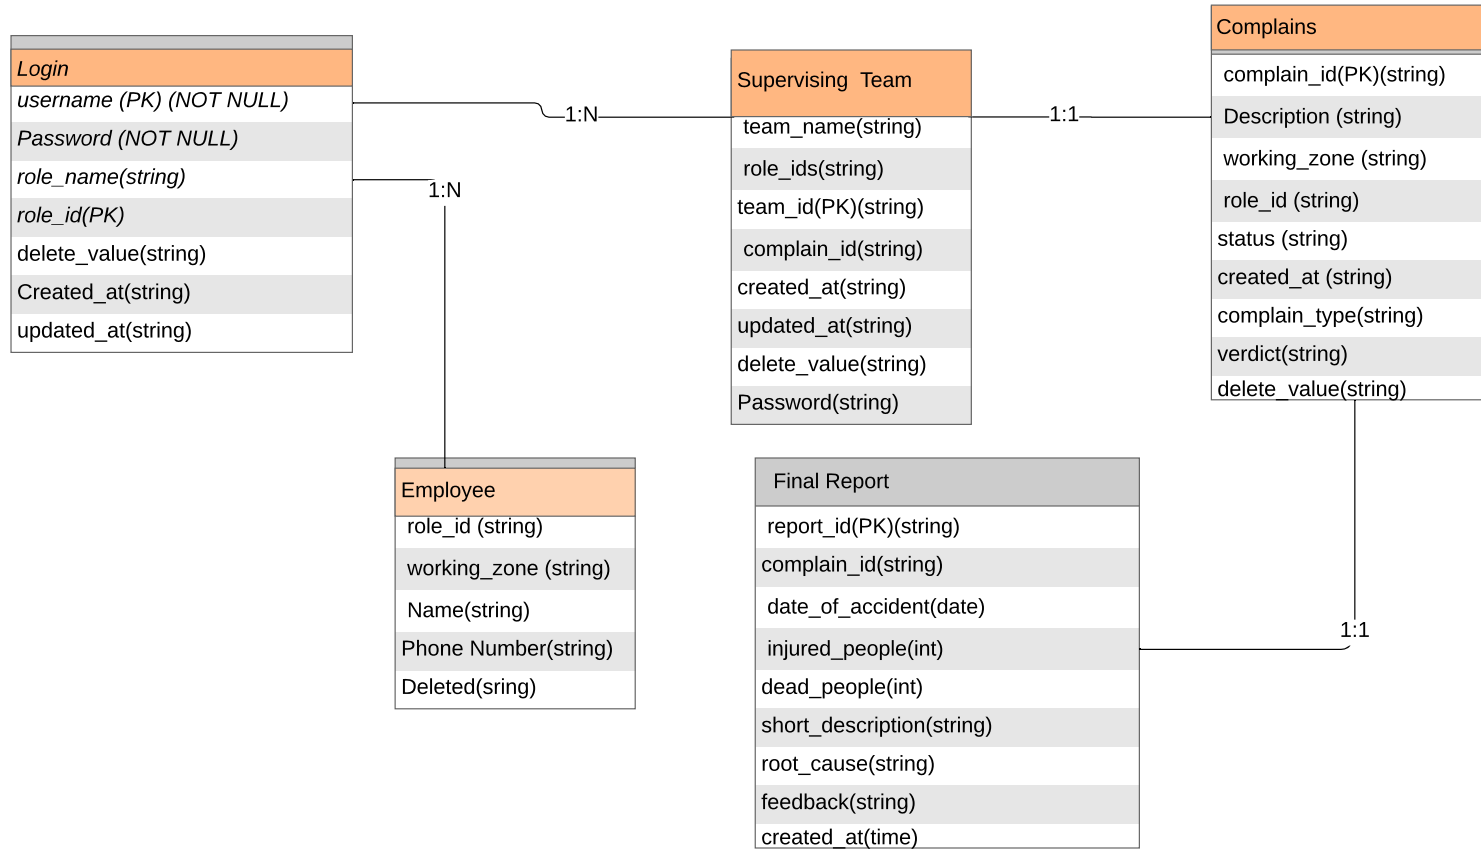 Login
username (PK) (NOT NULL)
Password (NOT NULL)
role_name(string)
role_id(PK)
delete_value(string)
Created_at(string)
updated_at(string)
1:N
1:N
Supervising  Team
team_name(string)
role_ids(string)
team_id(PK)(string)
complain_id(string)
created_at(string)
updated_at(string)
delete_value(string)
Password(string)
1:1
Complains
complain_id(PK)(string)
Description (string)
working_zone (string)
role_id (string)
status (string)
created_at (string)
complain_type(string)
verdict(string)
delete_value(string)
Employee
role_id (string)
working_zone (string)
Name(string)
Phone Number(string)
Deleted(sring)
Final Report
report_id(PK)(string)
complain_id(string)
date_of_accident(date)
injured_people(int)
dead_people(int)
short_description(string)
root_cause(string)
feedback(string)
created_at(time)
1:1